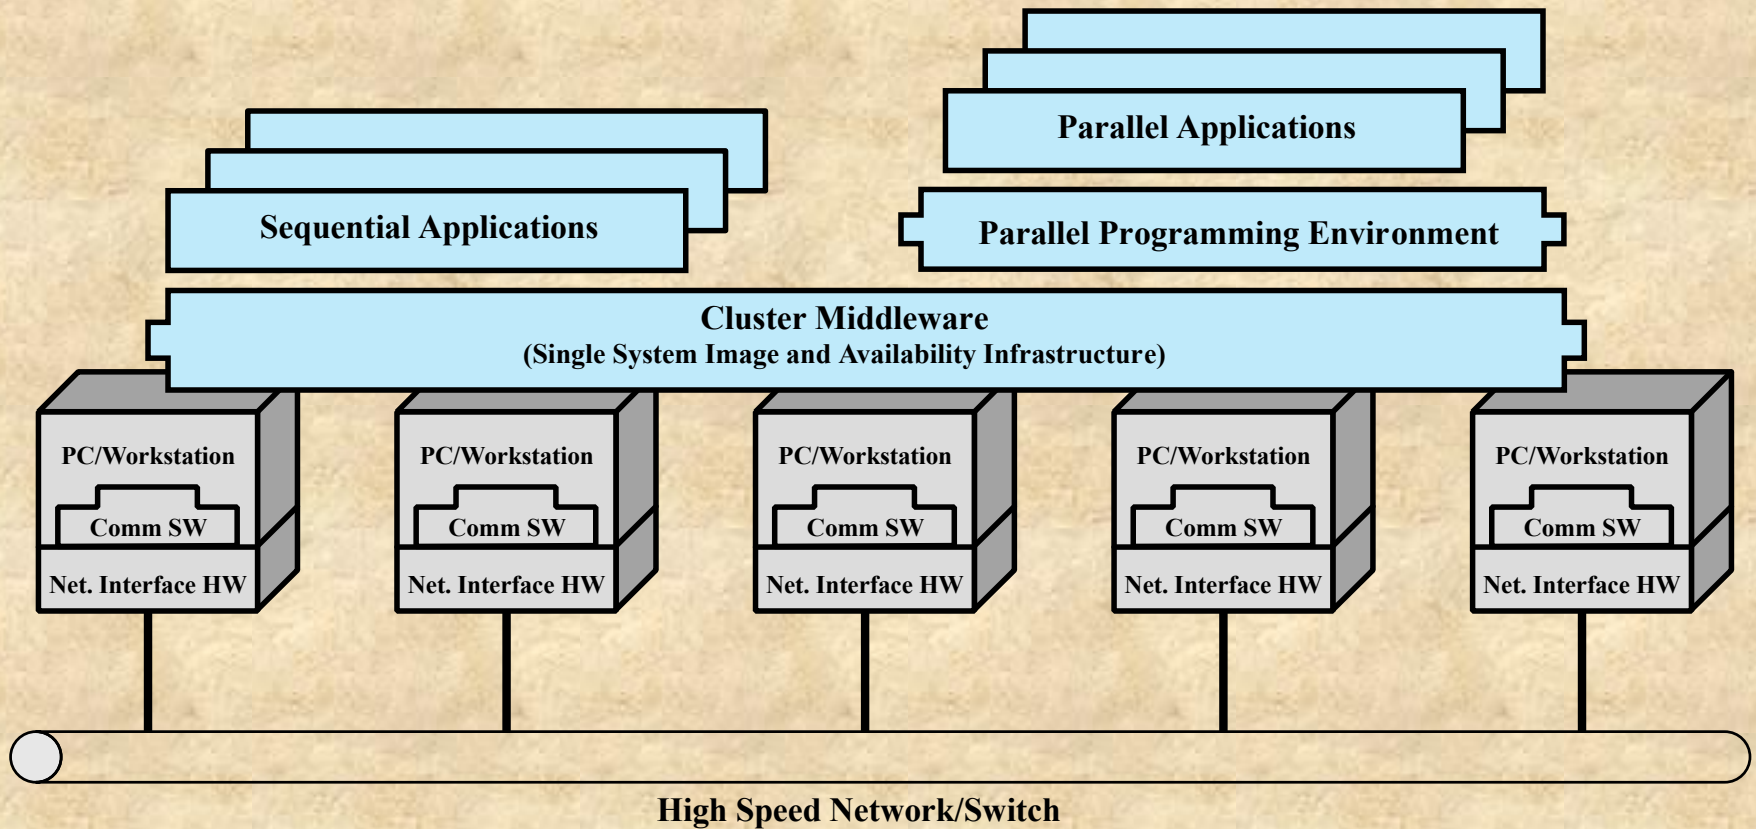 Parallel Applications
Sequential Applications
Parallel Programming Environment
Cluster Middleware
(Single System Image and Availability Infrastructure)
PC/Workstation
Comm SW
Net. Interface HW
PC/Workstation
Comm SW
Net. Interface HW
PC/Workstation
Comm SW
Net. Interface HW
PC/Workstation
Comm SW
Net. Interface HW
PC/Workstation
Comm SW
Net. Interface HW
High Speed Network/Switch